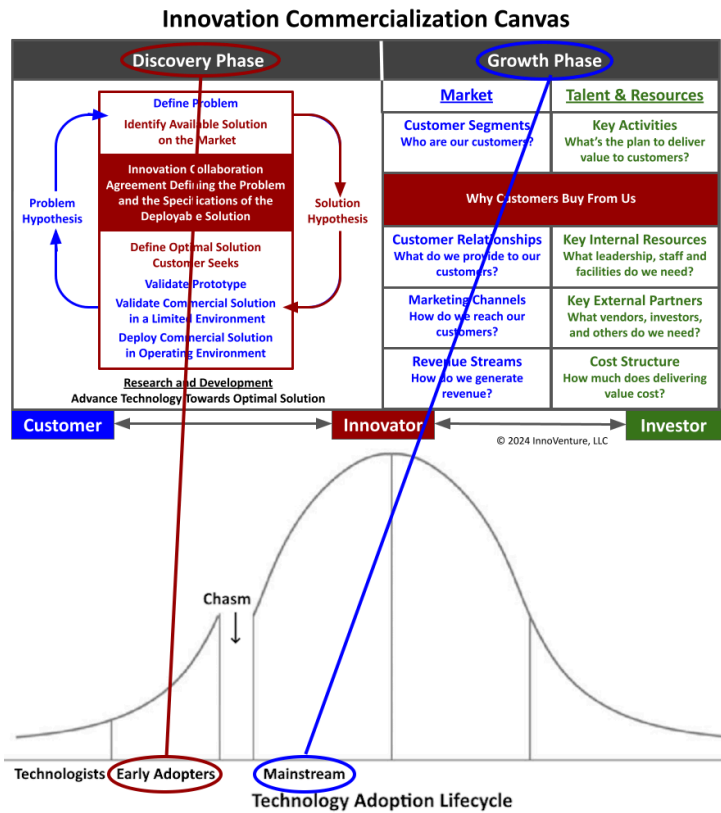 Innovation Commercialization Canvas
Discovery Phase
Growth Phase
Define Problem
Identify Available Solution
on the Market
Innovation Collaboration
Agreement Defining the Problem
and the Specifications of the
Deployable Solution
Problem
Hypothesis
Solution
Hypothesis
Define Optimal Solution
Customer Seeks
Validate Prototype
Validate Commercial Solution
in a Limited Environment
Deploy Commercial Solution
in Operating Environment
Research and Development
Advance Technology Towards Optimal Solution
Market
Talent & Resources
Customer Segments
Who are our customers?
Key Activities
What's the plan to deliver
value to customers?
Why Customers Buy From Us
Customer Relationships
What do we provide to our
customers?
Key Internal Resources
What leadership, staff and
facilities do we need?
Marketing Channels
How do we reach our
customers?
Key External Partners
What vendors, investors,
and others do we need?
Revenue Streams
How do we generate
revenue?
Cost Structure
How much does delivering
value cost?
Customer
Innovator
Investor
© 2024 InnoVenture, LLC
Chasm
Technologists
Early Adopters
Mainstream
Technology Adoption Lifecycle